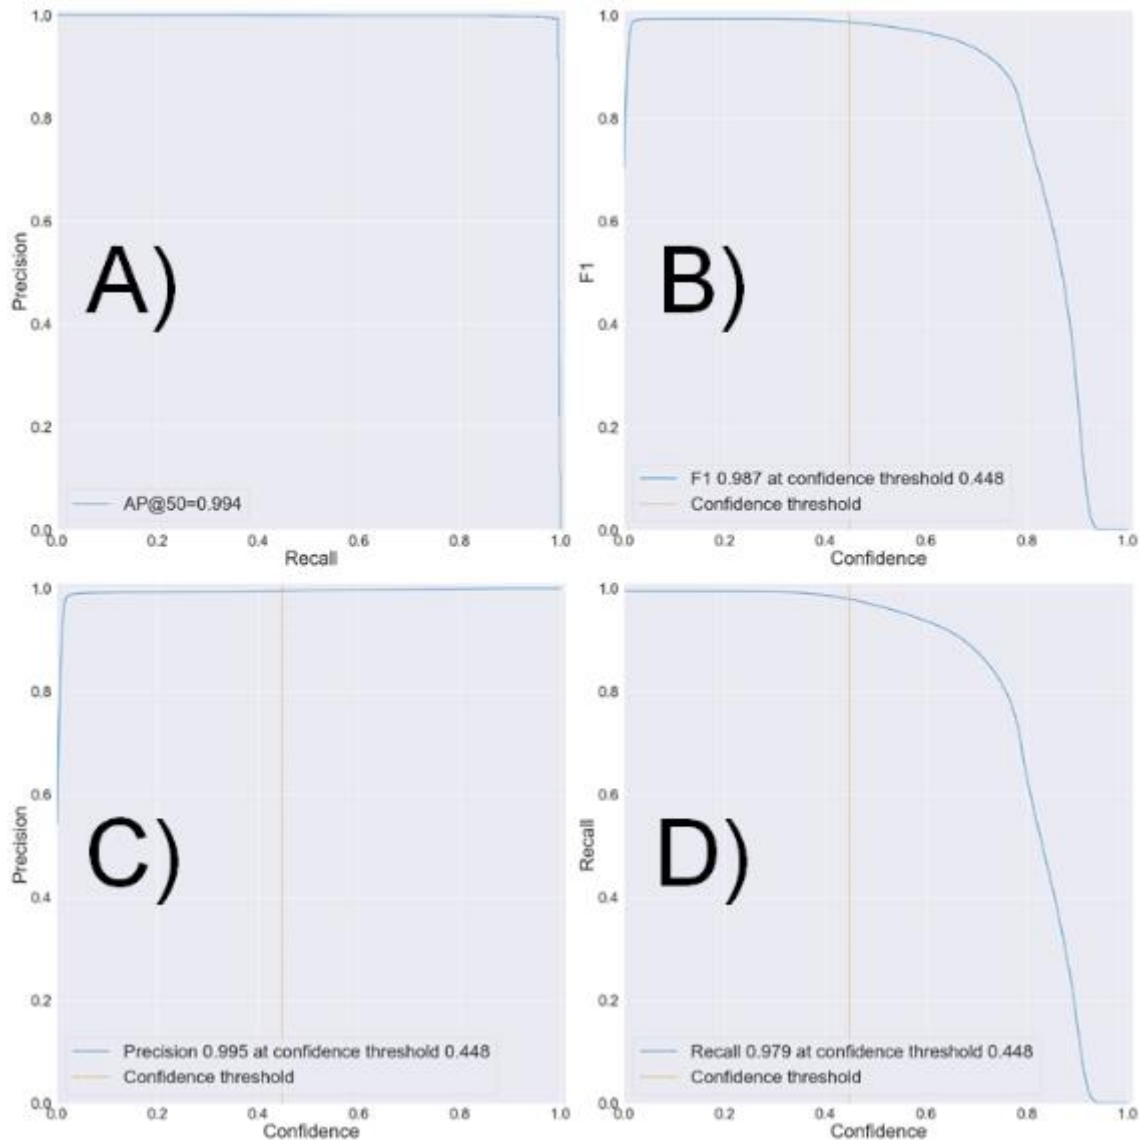 1.0
0.8
0.6
0.4
0.2
0.0
Precision
A)
AP@50=0.994
0.0 0.2 0.4 0.6 0.8 1.0
Recall
1.0
0.8
0.6
0.4
0.2
0.0
F1
B)
F1 0.987 at confidence threshold 0.448
Confidence threshold
0.0 0.2 0.4 0.6 0.8 1.0
Confidence
1.0
0.8
0.6
0.4
0.2
0.0
Precision
C)
Precision 0.995 at confidence threshold 0.448
Confidence threshold
0.0 0.2 0.4 0.6 0.8 1.0
Confidence
1.0
0.8
0.6
0.4
0.2
0.0
Recall
D)
Recall 0.979 at confidence threshold 0.448
Confidence threshold
0.0 0.2 0.4 0.6 0.8 1.0
Confidence